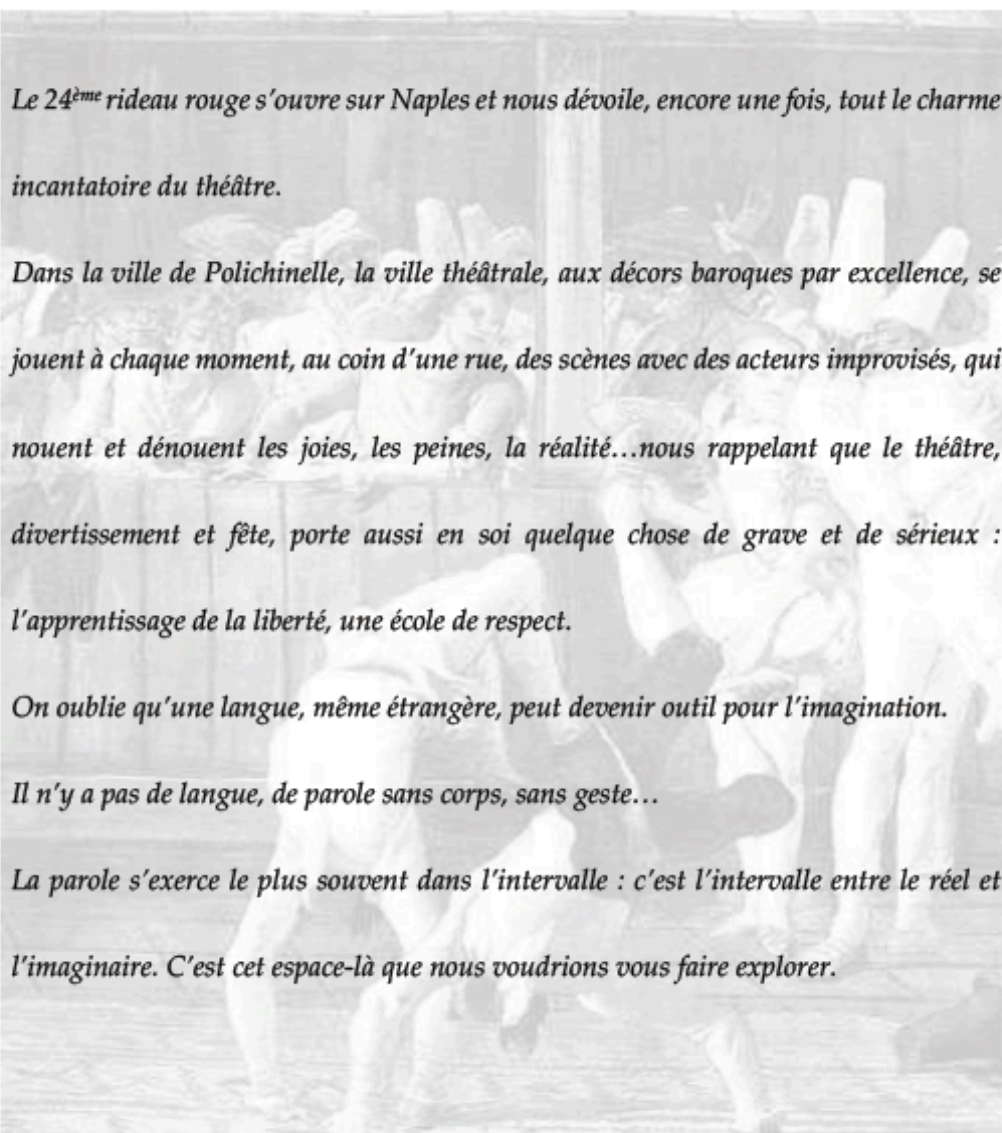 Le 24ème rideau rouge s’ouvre sur Naples et nous dévoile, encore une fois, tout le charme
incantatoire du théâtre.
Dans la ville de Polichinelle, la ville théâtrale, aux décors baroques par excellence, se
jouent à chaque moment, au coin d’une rue, des scènes avec des acteurs improvisés, qui
nouent et dénouent les joies, les peines, la réalité…nous rappelant que le théâtre,
divertissement et fête, porte aussi en soi quelque chose de grave et de sérieux :
l’apprentissage de la liberté, une école de respect.
On oublie qu’une langue, même étrangère, peut devenir outil pour l’imagination.
Il n’y a pas de langue, de parole sans corps, sans geste…
La parole s’exerce le plus souvent dans l’intervalle : c’est l’intervalle entre le réel et
l’imaginaire. C’est cet espace-là que nous voudrions vous faire explorer.